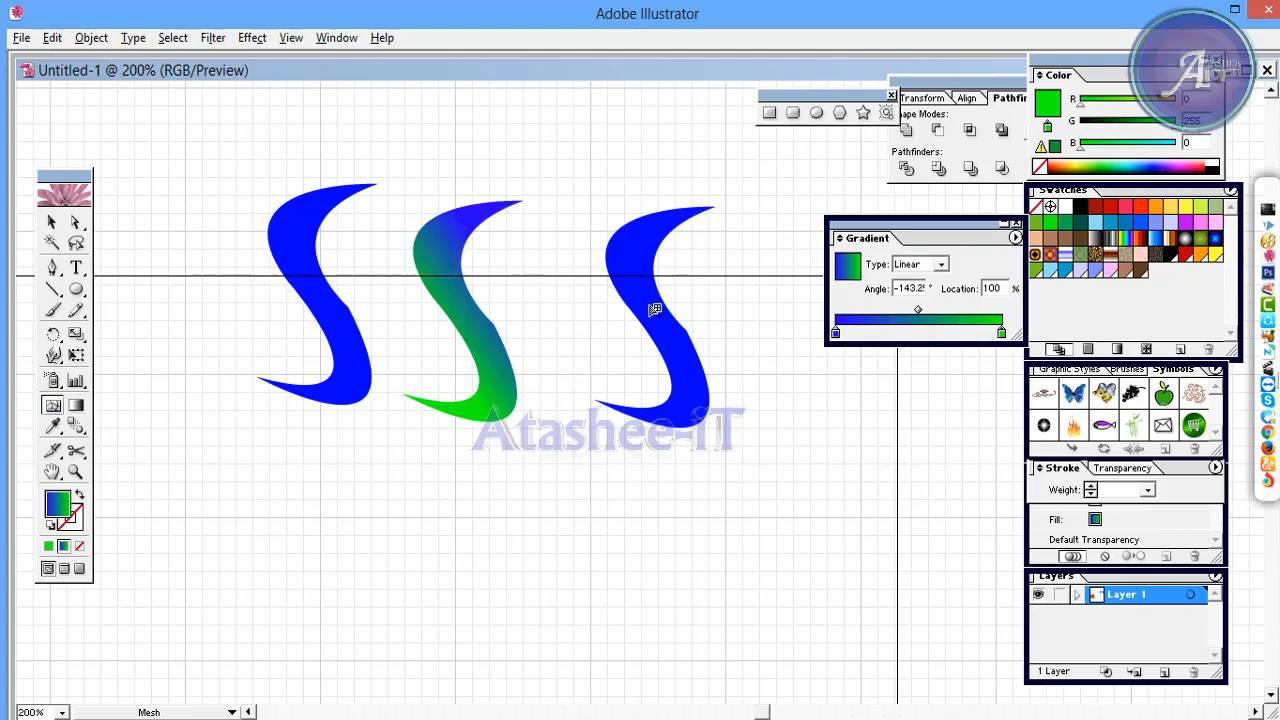 Adobe Illustrator
File Edit Object Type Select Filter Effect View Window Help
Untitled-1 @ 200% (RGB/Preview)
Transform Align Pathfin
hape Modes:
Pathfinders:
Color
R 0
G 255
B 0
Swatches
Gradient
Type: Linear
Angle: -143.2 ° Location: 100 %
Graphic Styles Brushes Symbols
Atashee-iT
Stroke Transparency
Weight:
Fill:
Default Transparency
Layers
Layer 1
1 Layer
200% Mesh